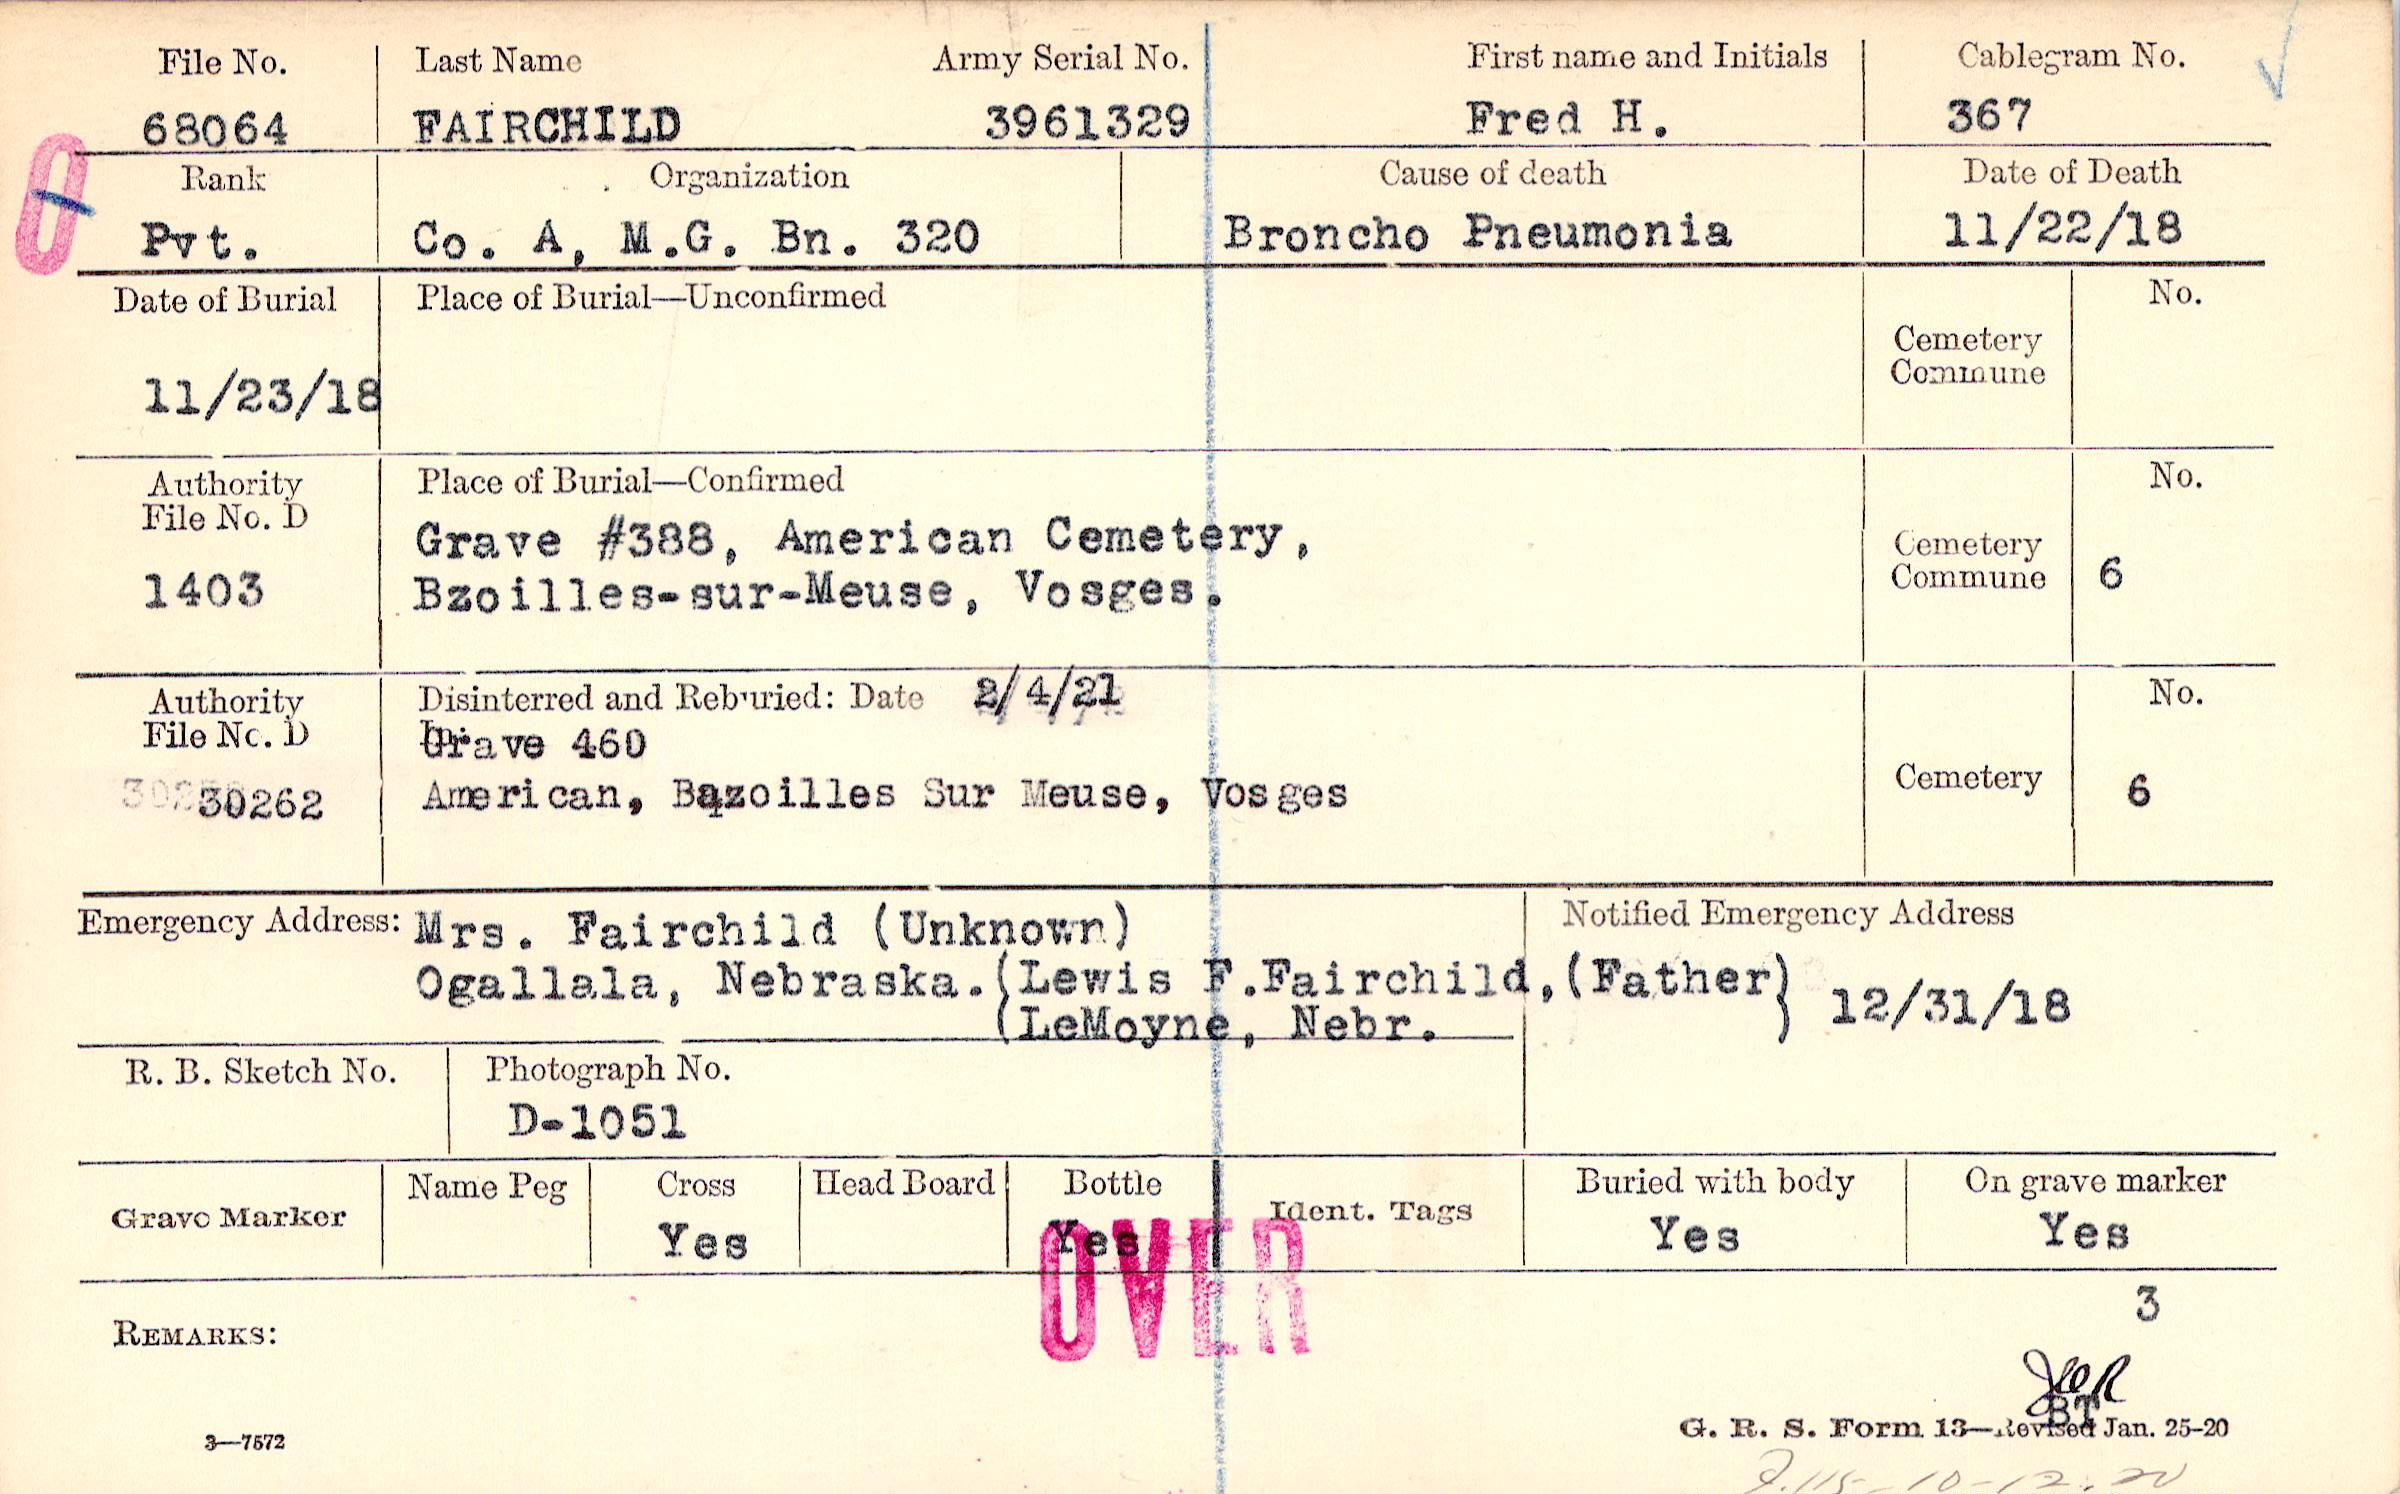 File No. Last Name Army Serial No. First name and Initials Cablegram No.
68064 FAIRCHILD 3961329 Fred H. 367
O
Rank Organization Cause of death Date of Death
Pvt. Co. A, M.G. Bn. 320 Broncho Pneumonia 11/22/18
Date of Burial Place of Burial—Unconfirmed No.
Cemetery
Commune
11/23/18
Authority Place of Burial—Confirmed No.
File No. D
Grave #388, American Cemetery, Cemetery
1403 Bzoilles-sur-Meuse, Vosges. Commune 6
Authority Disinterred and Reburied: Date 2/4/21 No.
File No. D In:
Grave 460
30262 American, Bazoilles Sur Meuse, Vosges Cemetery 6
Emergency Address: Mrs. Fairchild (Unknown) Notified Emergency Address
Ogallala, Nebraska. (Lewis F.Fairchild, (Father) 12/31/18
(LeMoyne, Nebr. )
R. B. Sketch No. Photograph No.
D-1051
Grave Marker Name Peg Cross Head Board Bottle Ident. Tags Buried with body On grave marker
Yes Yes Yes Yes
OVER
3
REMARKS:
BT
3—7572 G. R. S. Form 13—Revised Jan. 25-20